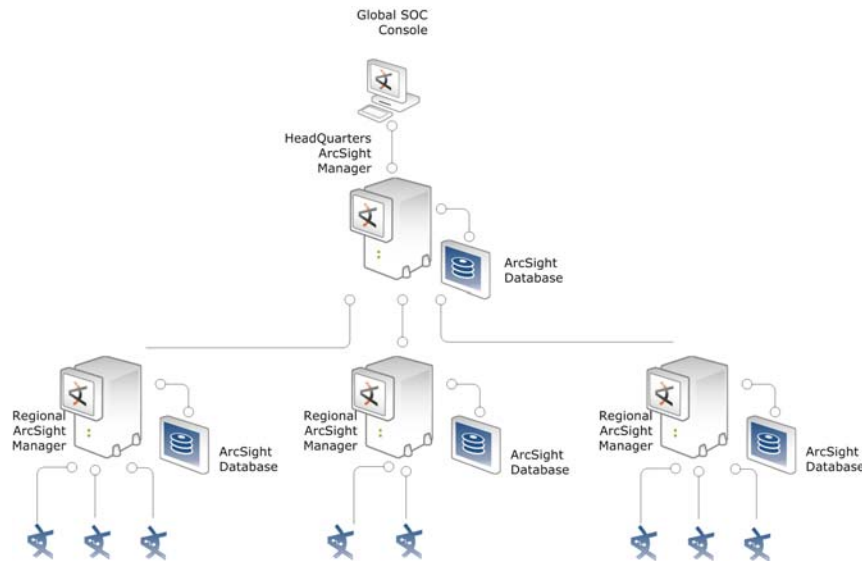 Global SOC
Console
HeadQuarters
ArcSight
Manager
ArcSight
Database
Regional
ArcSight
Manager
ArcSight
Database
Regional
ArcSight
Manager
ArcSight
Database
Regional
ArcSight
Manager
ArcSight
Database